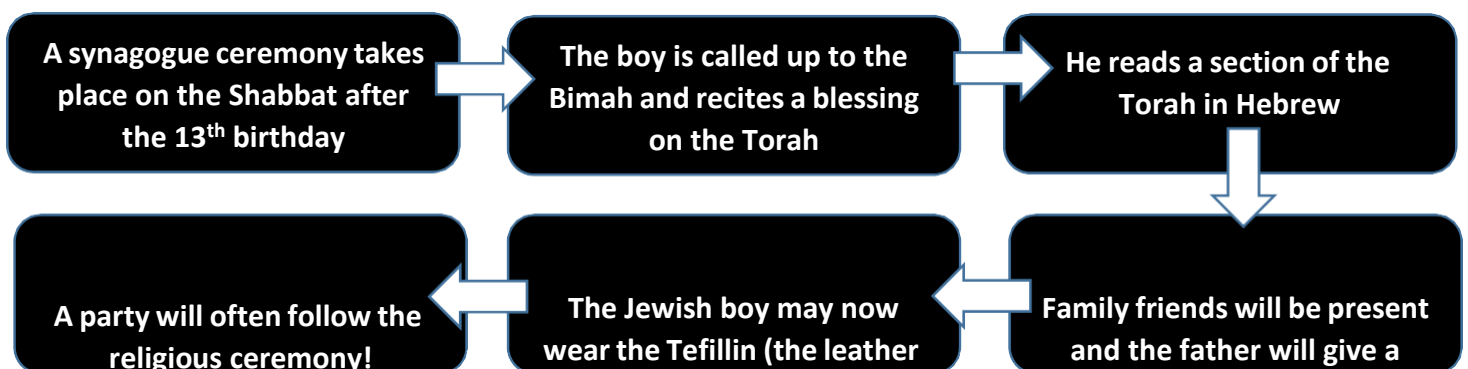 A synagogue ceremony takes
place on the Shabbat after
the 13th birthday
The boy is called up to the
Bimah and recites a blessing
on the Torah
He reads a section of the
Torah in Hebrew
Family friends will be present
and the father will give a
The Jewish boy may now
wear the Tefillin (the leather
A party will often follow the
religious ceremony!